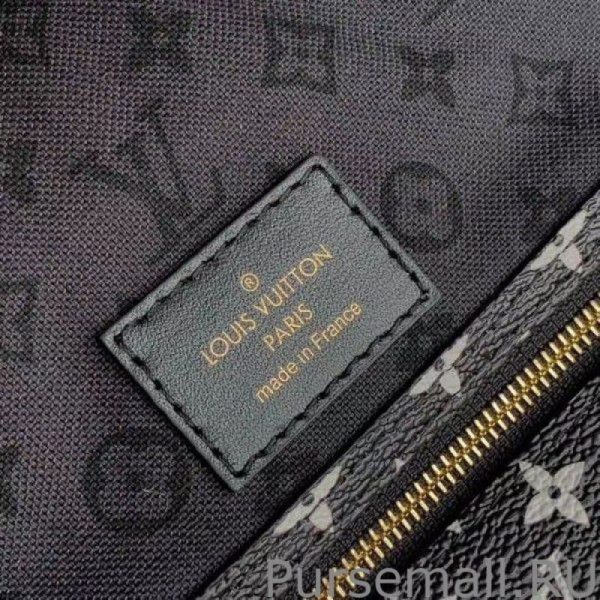 ®
LOUIS VUITTON
PARIS
made in France
Pursemall.RU